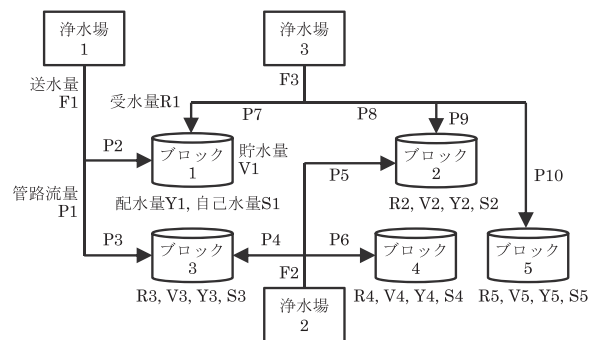 浄水場
1
浄水場
3
送水量
F1
F3
受水量R1
P7
P8
P9
P2
ブロック
1
貯水量
V1
ブロック
2
P5
P10
管路流量
P1
配水量Y1, 自己水量S1
R2, V2, Y2, S2
P3
ブロック
3
P4
P6
ブロック
4
ブロック
5
F2
R3, V3, Y3, S3
浄水場
2
R4, V4, Y4, S4
R5, V5, Y5, S5